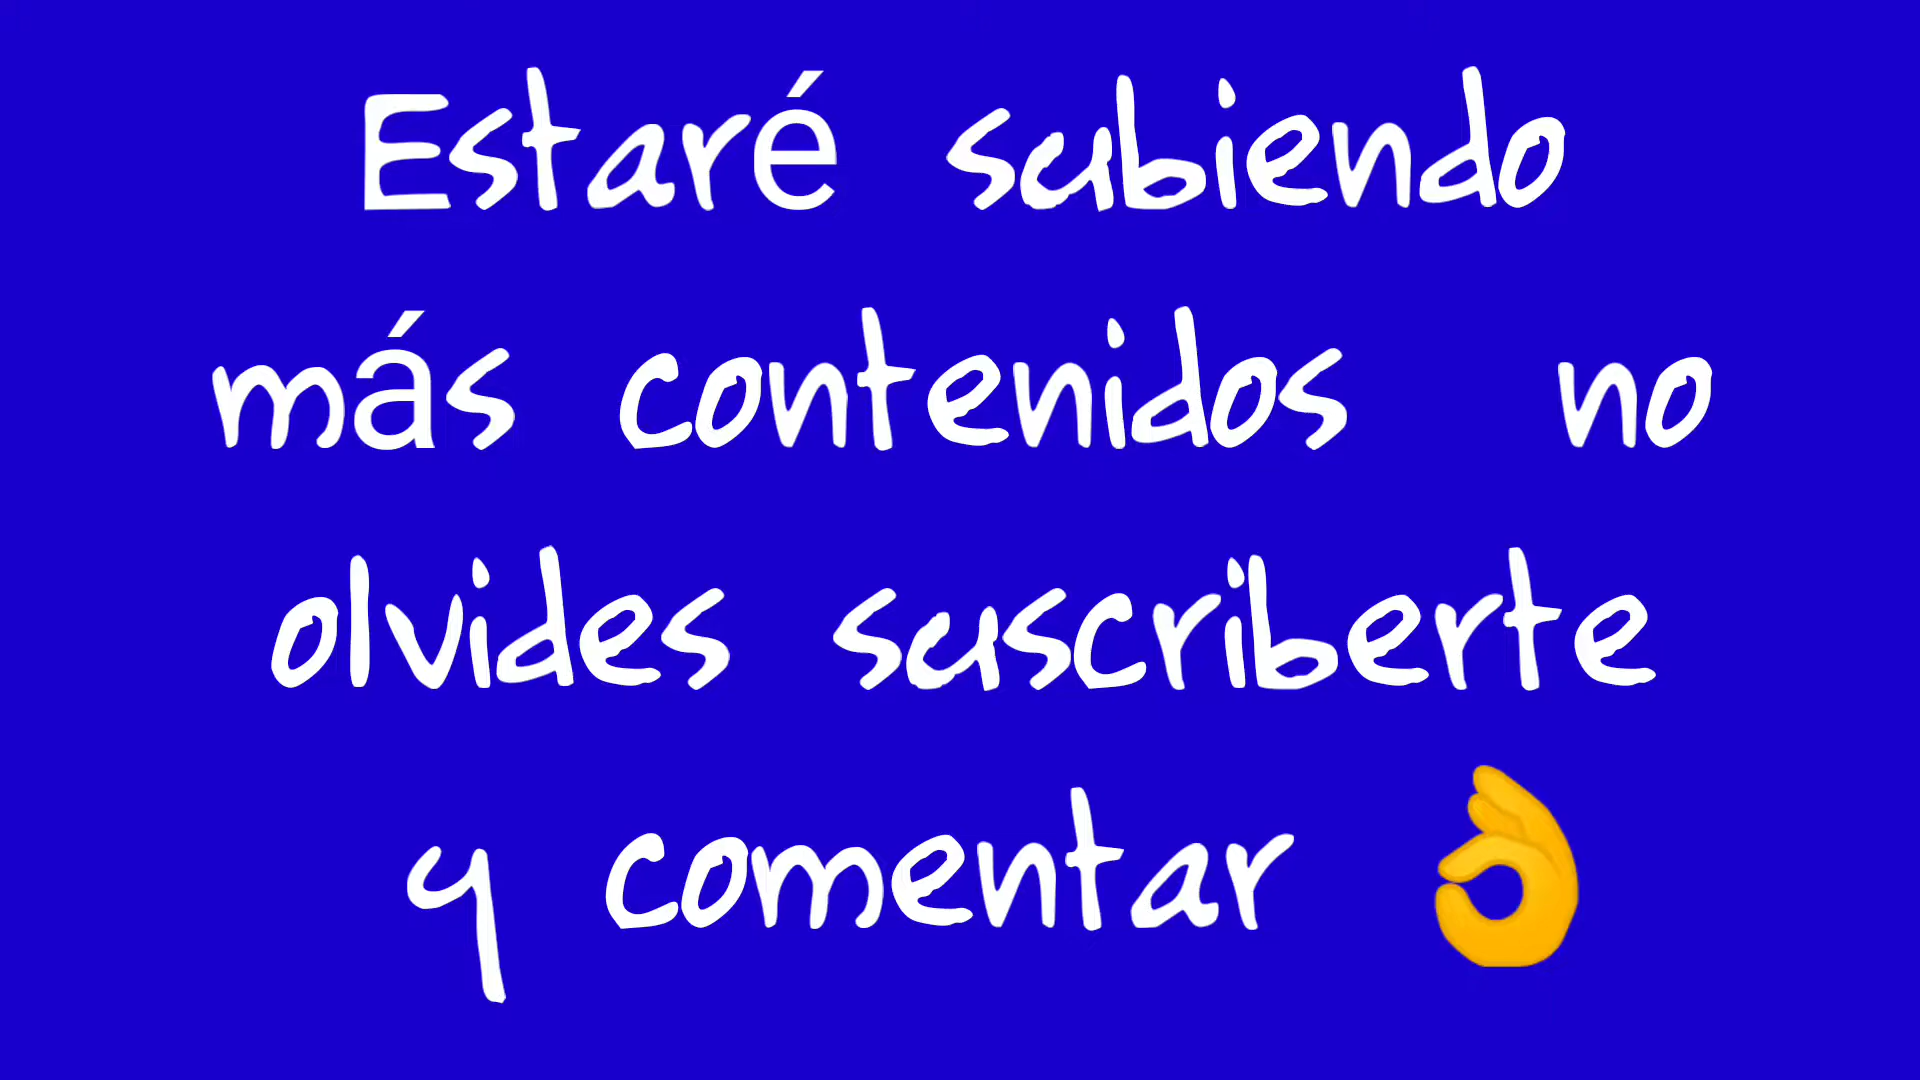 Estaré subiendo
más contenidos no
olvides suscriberte
y comentar 👌